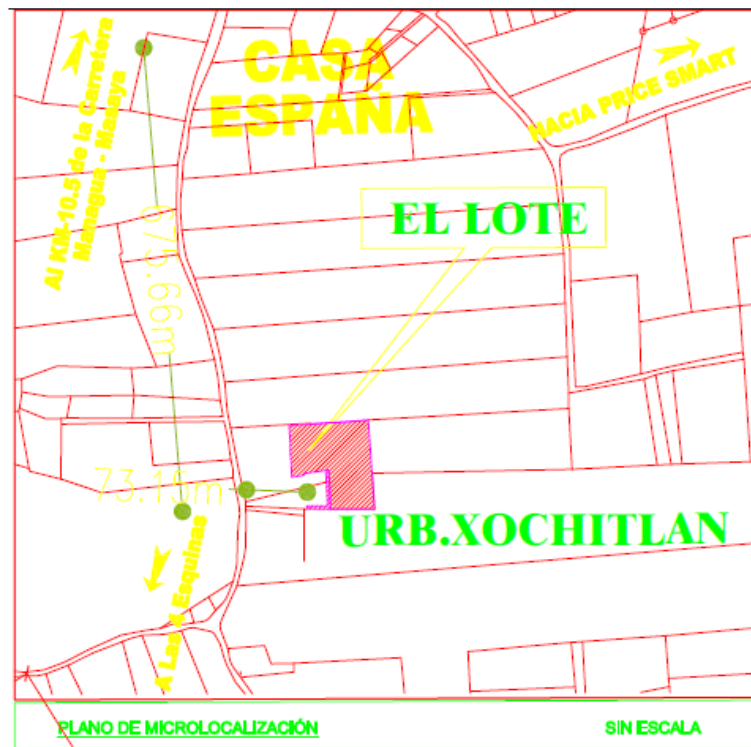 CASA
ESPAÑA
Al KM-10.5 de la Carretera
Managua - Masaya
HACIA PRICE SMART
EL LOTE
675.66m
73.15m
URB.XOCHITLAN
A Las 4 Esquinas
PLANO DE MICROLOCALIZACIÓN
SIN ESCALA